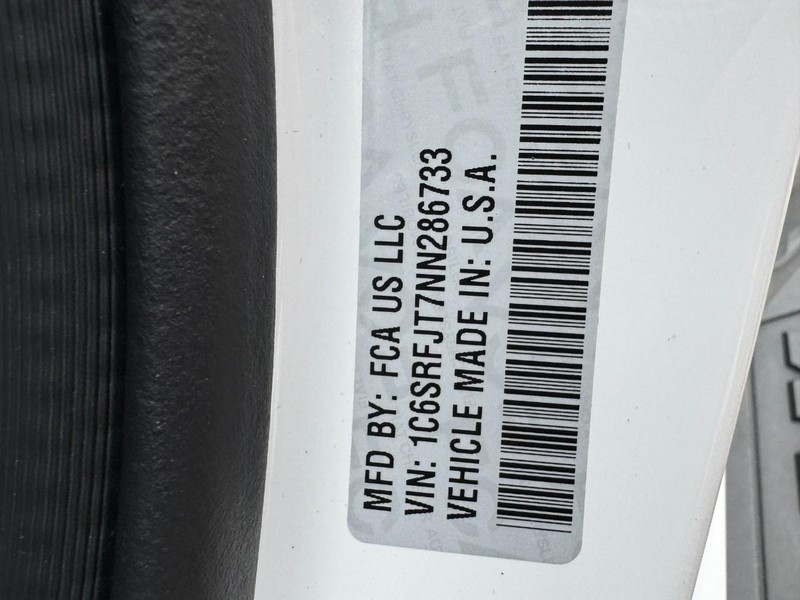 MFD BY: FCA US LLC
VIN: 1C6SRFJT7NN286733
VEHICLE MADE IN: U.S.A.